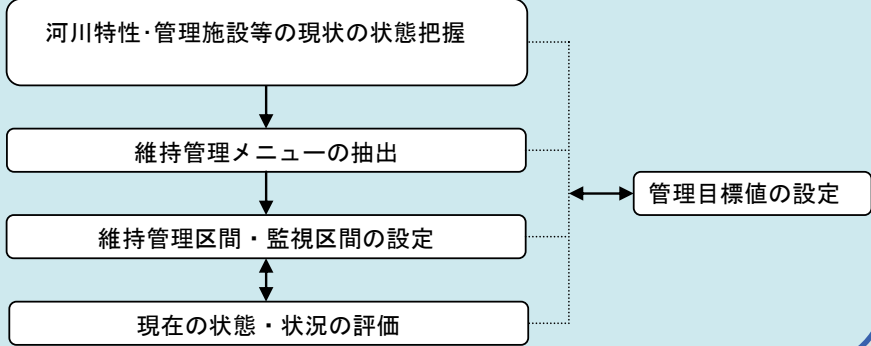 河川特性･管理施設等の現状の状態把握
維持管理メニューの抽出
管理目標値の設定
維持管理区間・監視区間の設定
現在の状態・状況の評価